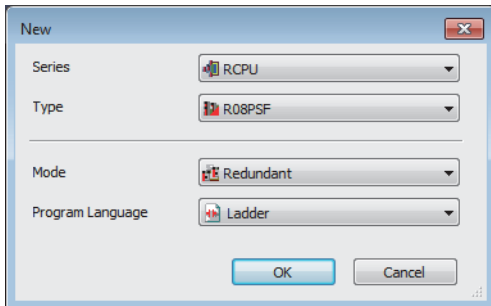 New
Series RCPU
Type R08PSF
Mode Redundant
Program Language Ladder
OK Cancel